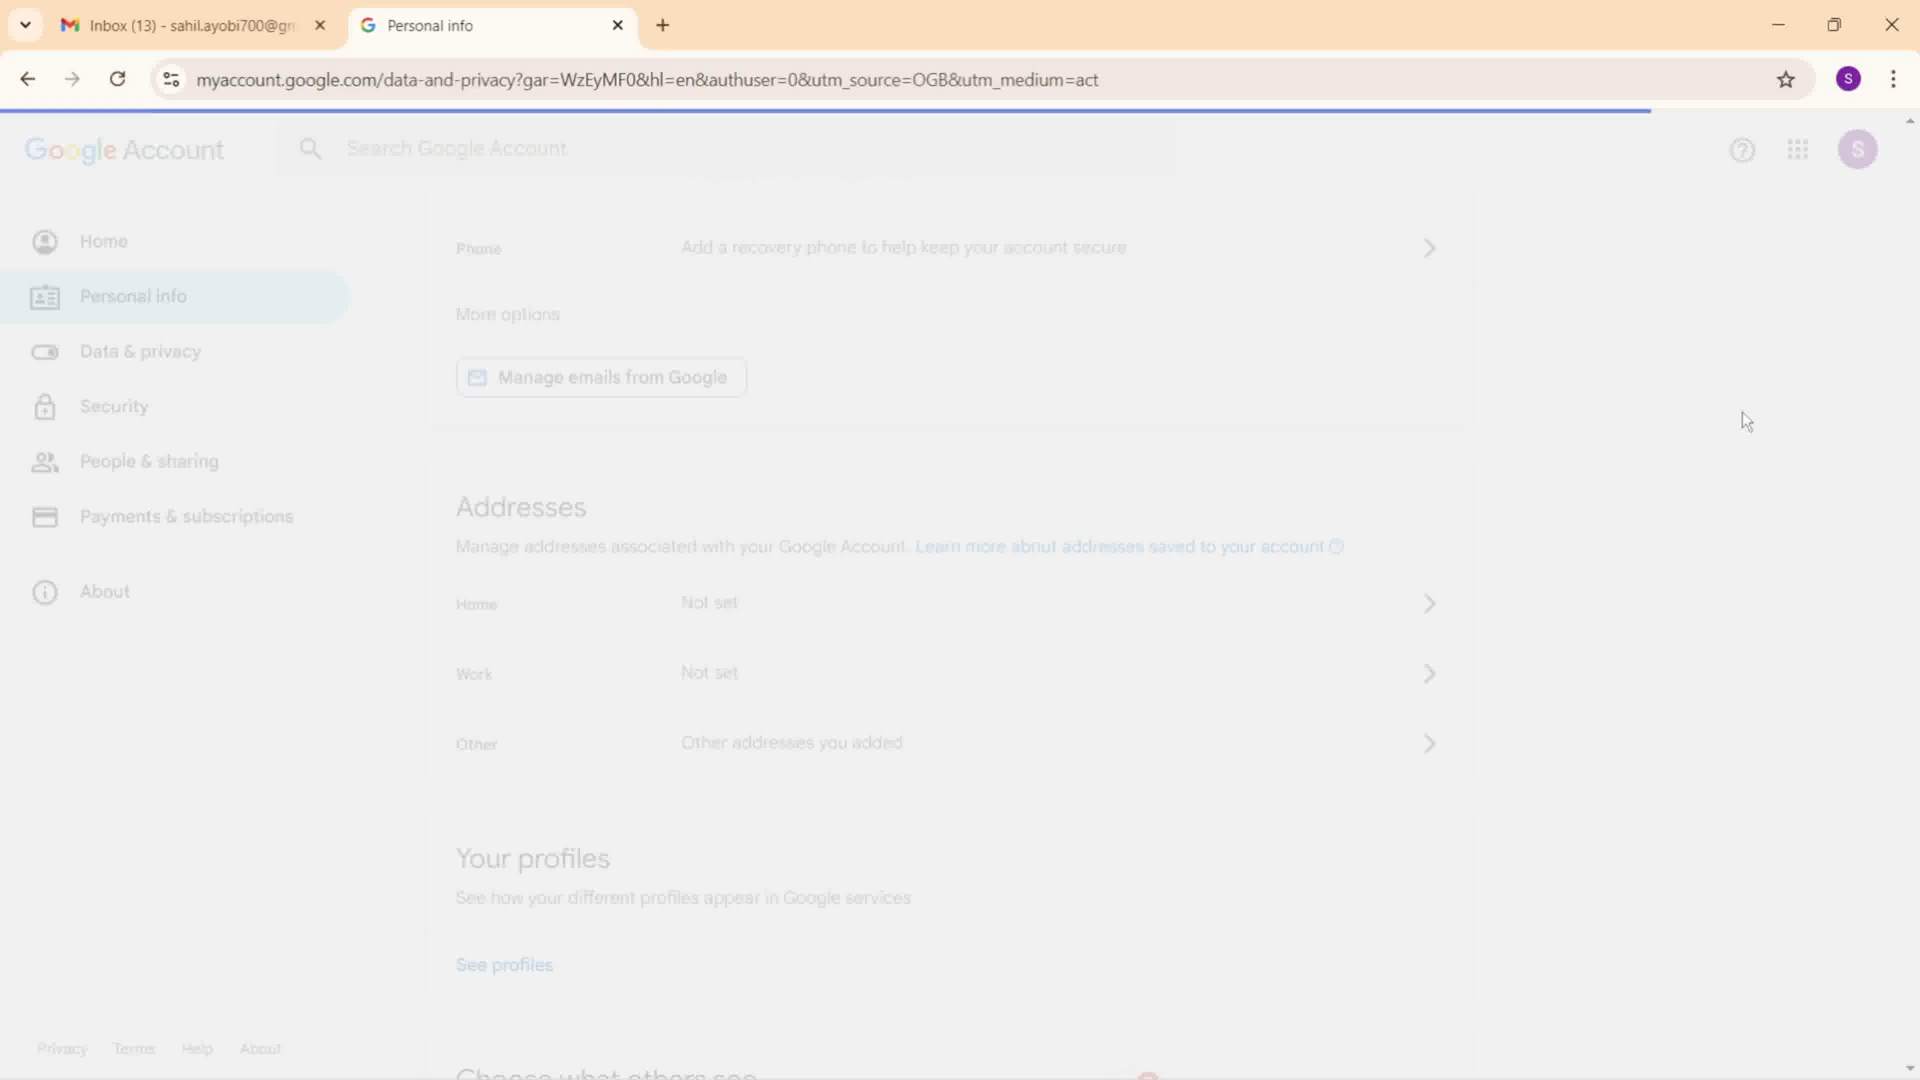 Inbox (13) - sahil.ayobi700@gm
Personal info
myaccount.google.com/data-and-privacy?gar=WzEyMF0&hl=en&authuser=0&utm_source=OGB&utm_medium=act
S
Google Account
Search Google Account
S
Home
Personal info
Data & privacy
Security
People & sharing
Payments & subscriptions
About
Phone
Add a recovery phone to help keep your account secure
More options
Manage emails from Google
Addresses
Manage addresses associated with your Google Account. Learn more about addresses saved to your account
Home
Not set
Work
Not set
Other
Other addresses you added
Your profiles
See how your different profiles appear in Google services
See profiles
Choose what others see
Privacy
Terms
Help
About